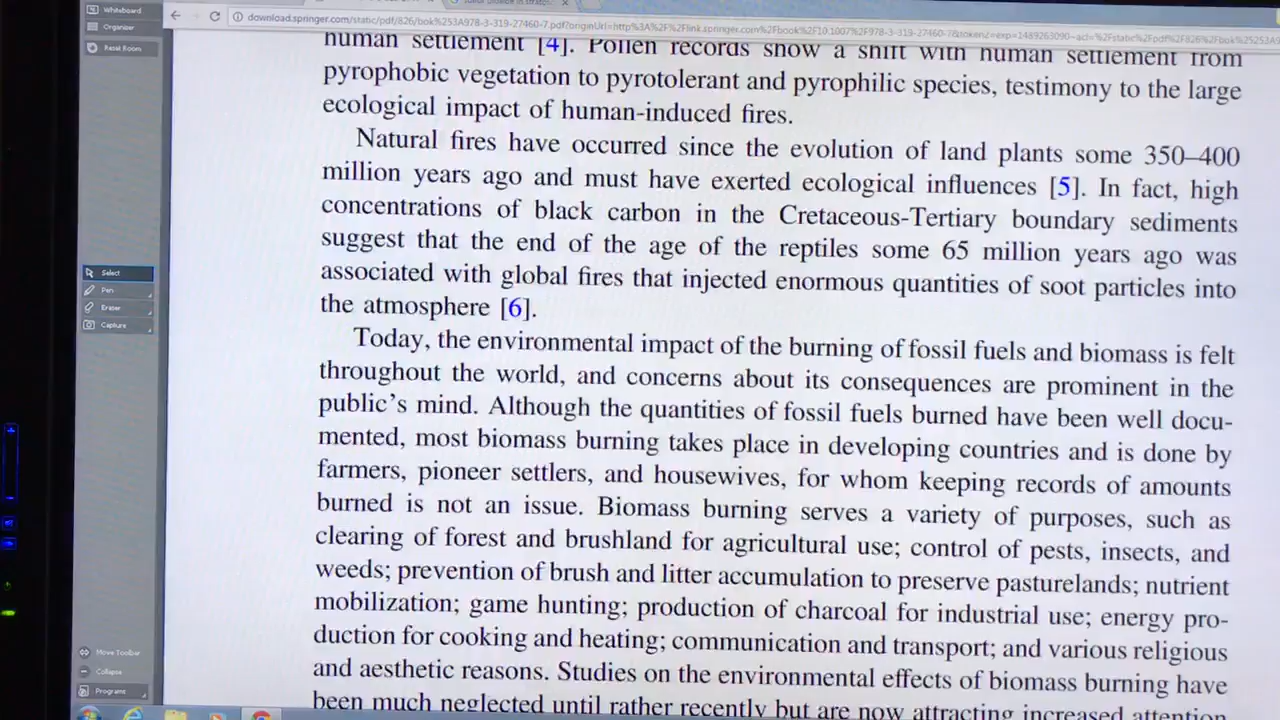 Whiteboard
Organiser
Reset Room
Select
Pen
Eraser
Capture
Move Toolbar
Collapse
Programs
human settlement [4]. Pollen records show a shift with human settlement from
pyrophobic vegetation to pyrotolerant and pyrophilic species, testimony to the large
ecological impact of human-induced fires.
Natural fires have occurred since the evolution of land plants some 350–400
million years ago and must have exerted ecological influences [5]. In fact, high
concentrations of black carbon in the Cretaceous-Tertiary boundary sediments
suggest that the end of the age of the reptiles some 65 million years ago was
associated with global fires that injected enormous quantities of soot particles into
the atmosphere [6].
Today, the environmental impact of the burning of fossil fuels and biomass is felt
throughout the world, and concerns about its consequences are prominent in the
public’s mind. Although the quantities of fossil fuels burned have been well docu-
mented, most biomass burning takes place in developing countries and is done by
farmers, pioneer settlers, and housewives, for whom keeping records of amounts
burned is not an issue. Biomass burning serves a variety of purposes, such as
clearing of forest and brushland for agricultural use; control of pests, insects, and
weeds; prevention of brush and litter accumulation to preserve pasturelands; nutrient
mobilization; game hunting; production of charcoal for industrial use; energy pro-
duction for cooking and heating; communication and transport; and various religious
and aesthetic reasons. Studies on the environmental effects of biomass burning have
been much neglected until rather recently but are now attracting increased attention